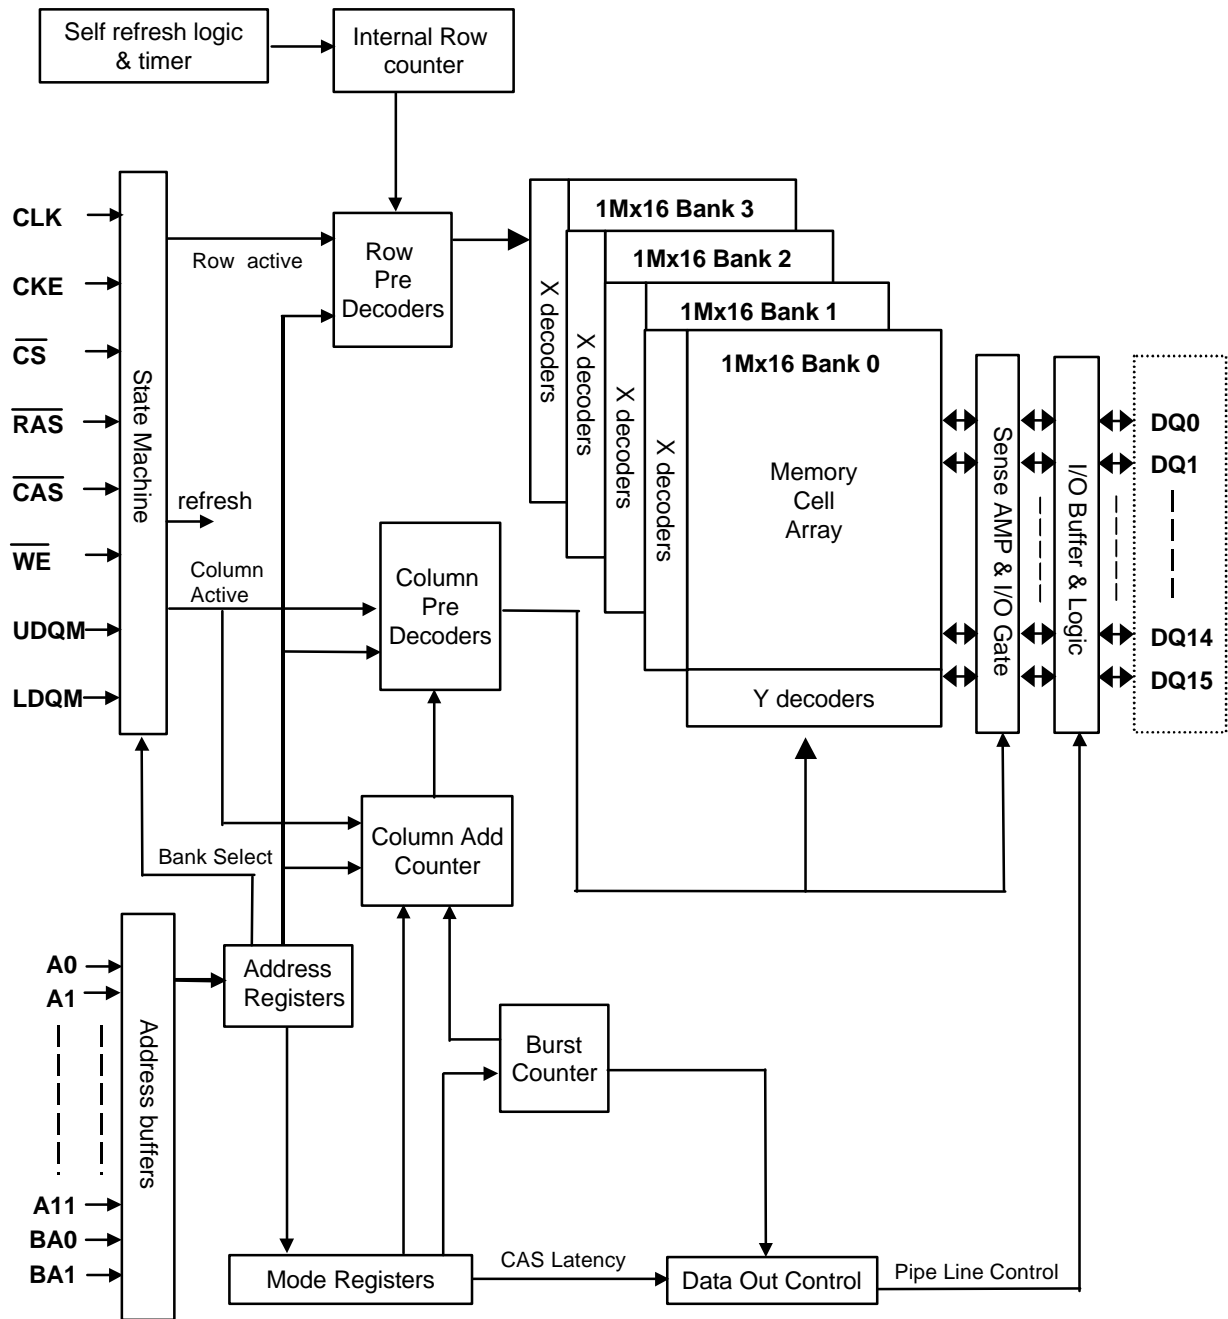 Self refresh logic
& timer
Internal Row
counter
CLK
CKE
CS
RAS
CAS
WE
UDQM
LDQM
State Machine
Row active
refresh
Column
Active
Bank Select
Row
Pre
Decoders
Column
Pre
Decoders
Column Add
Counter
1Mx16 Bank 3
1Mx16 Bank 2
1Mx16 Bank 1
1Mx16 Bank 0
X decoders
X decoders
X decoders
X decoders
Memory
Cell
Array
Y decoders
Sense AMP & I/O Gate
I/O Buffer & Logic
DQ0
DQ1
DQ14
DQ15
A0
A1
A11
BA0
BA1
Address buffers
Address
Registers
Burst
Counter
Mode Registers
CAS Latency
Data Out Control
Pipe Line Control